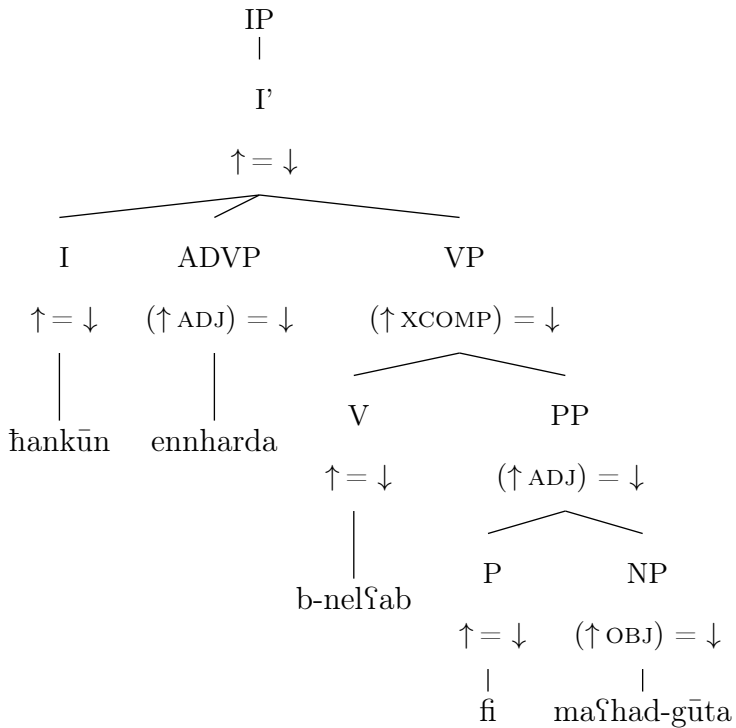 IP
I'
↑ = ↓
I ADVP VP
↑ = ↓ (↑ ADJ) = ↓ (↑ XCOMP) = ↓
V PP
ħankūn ennharda
↑ = ↓ (↑ ADJ) = ↓
P NP
b-nelʕab
↑ = ↓ (↑ OBJ) = ↓
fi maʕhad-gūta